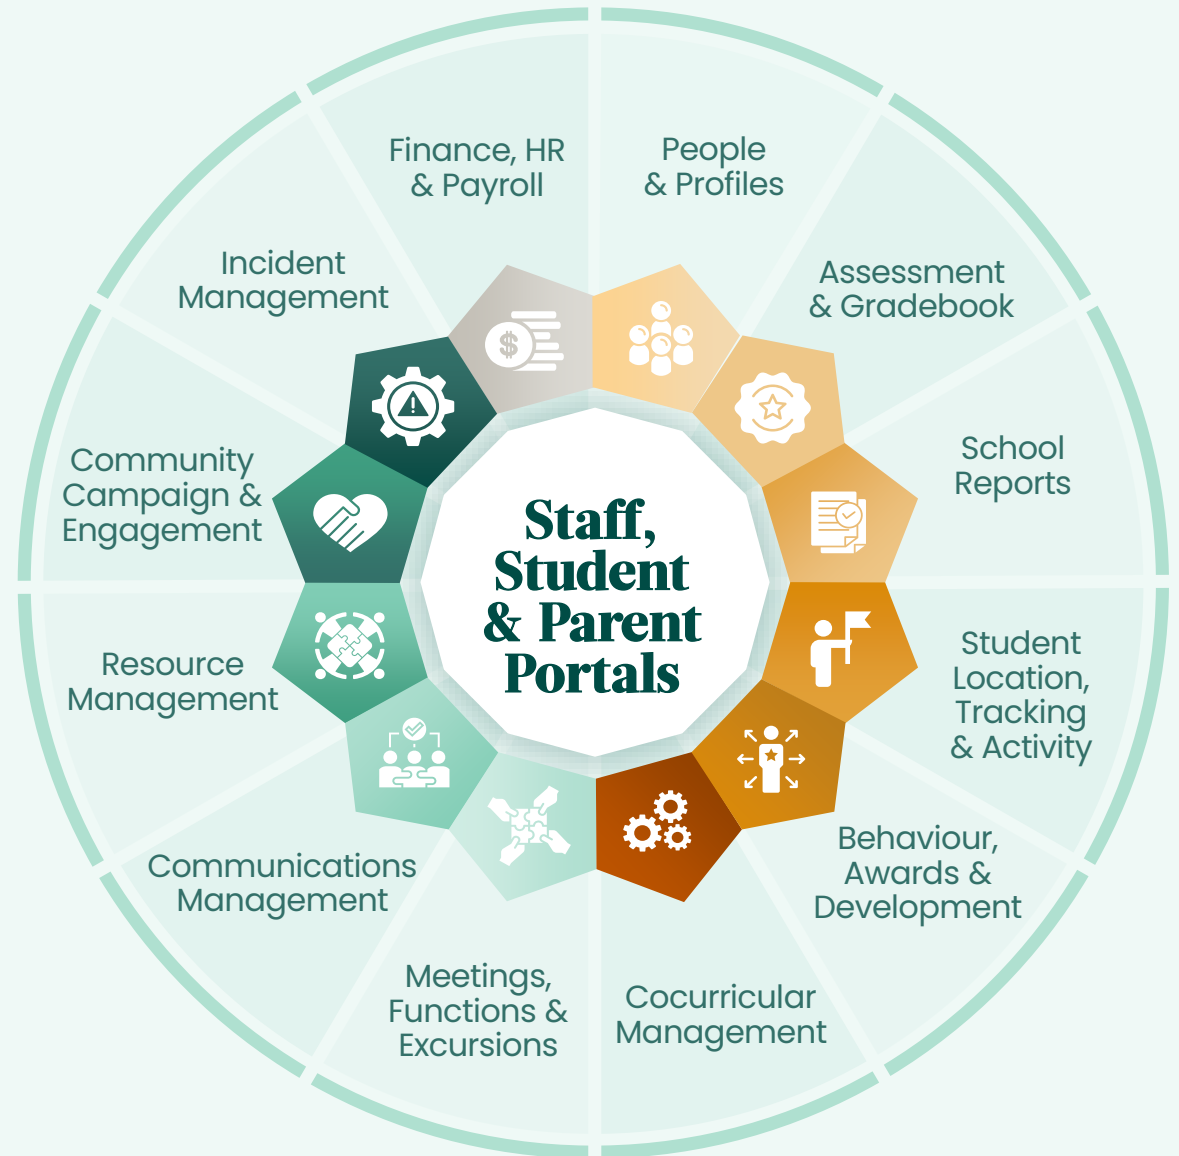 Finance, HR
& Payroll
People
& Profiles
Assessment
& Gradebook
School
Reports
Student
Location,
Tracking
& Activity
Behaviour,
Awards &
Development
Cocurricular
Management
Meetings,
Functions &
Excursions
Communications
Management
Resource
Management
Community
Campaign &
Engagement
Incident
Management
$
!
Staff,
Student
& Parent
Portals